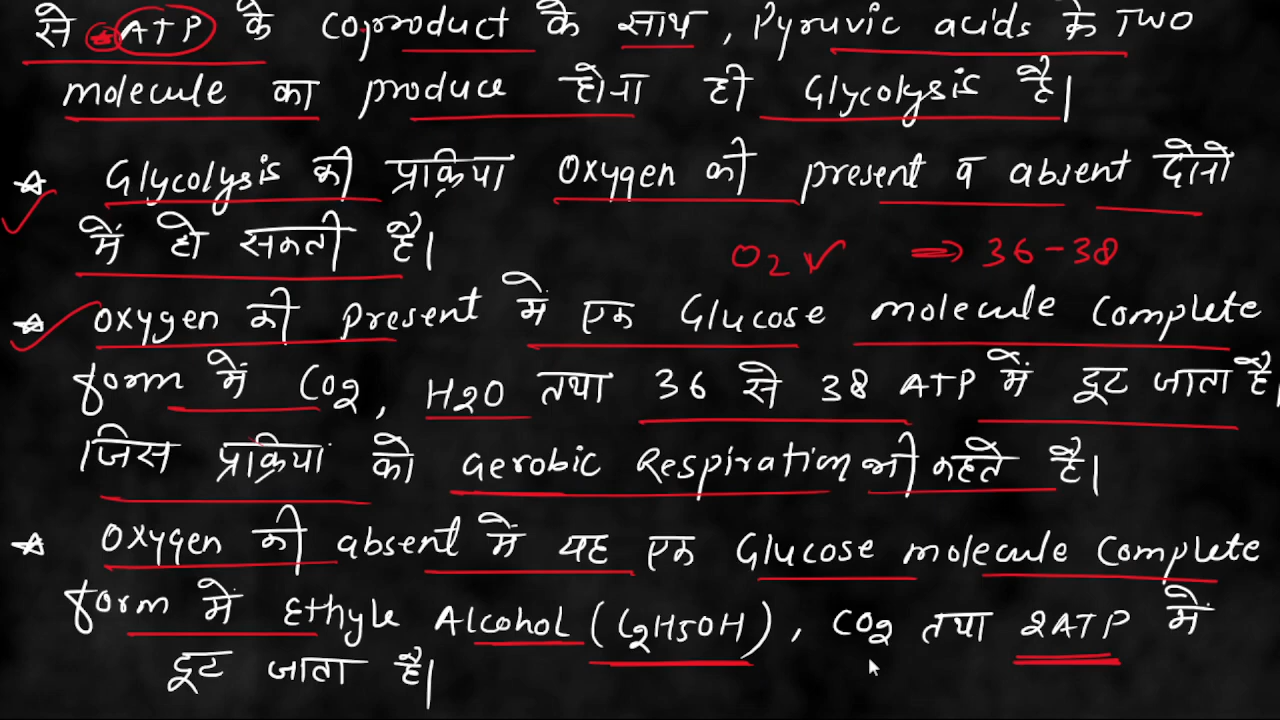 से ATP के Coproduct के साथ, Pyruvic acids के TWO
molecule का produce होना ही Glycolysis है।
☆ Glycolysis की प्रक्रिया Oxygen की present व absent दोनो
में हो सकती है।
O2 ✓ ⇒ 36-38
☆ Oxygen की Present में एक Glucose molecule Complete
form में CO2, H2O तथा 36 से 38 ATP में टूट जाता है।
जिस प्रक्रिया को aerobic Respiration भी कहते है।
☆ Oxygen की absent में यह एक Glucose molecule Complete
form में Ethyle Alcohol (C2H5OH), CO2 तथा 2ATP में
टूट जाता है।